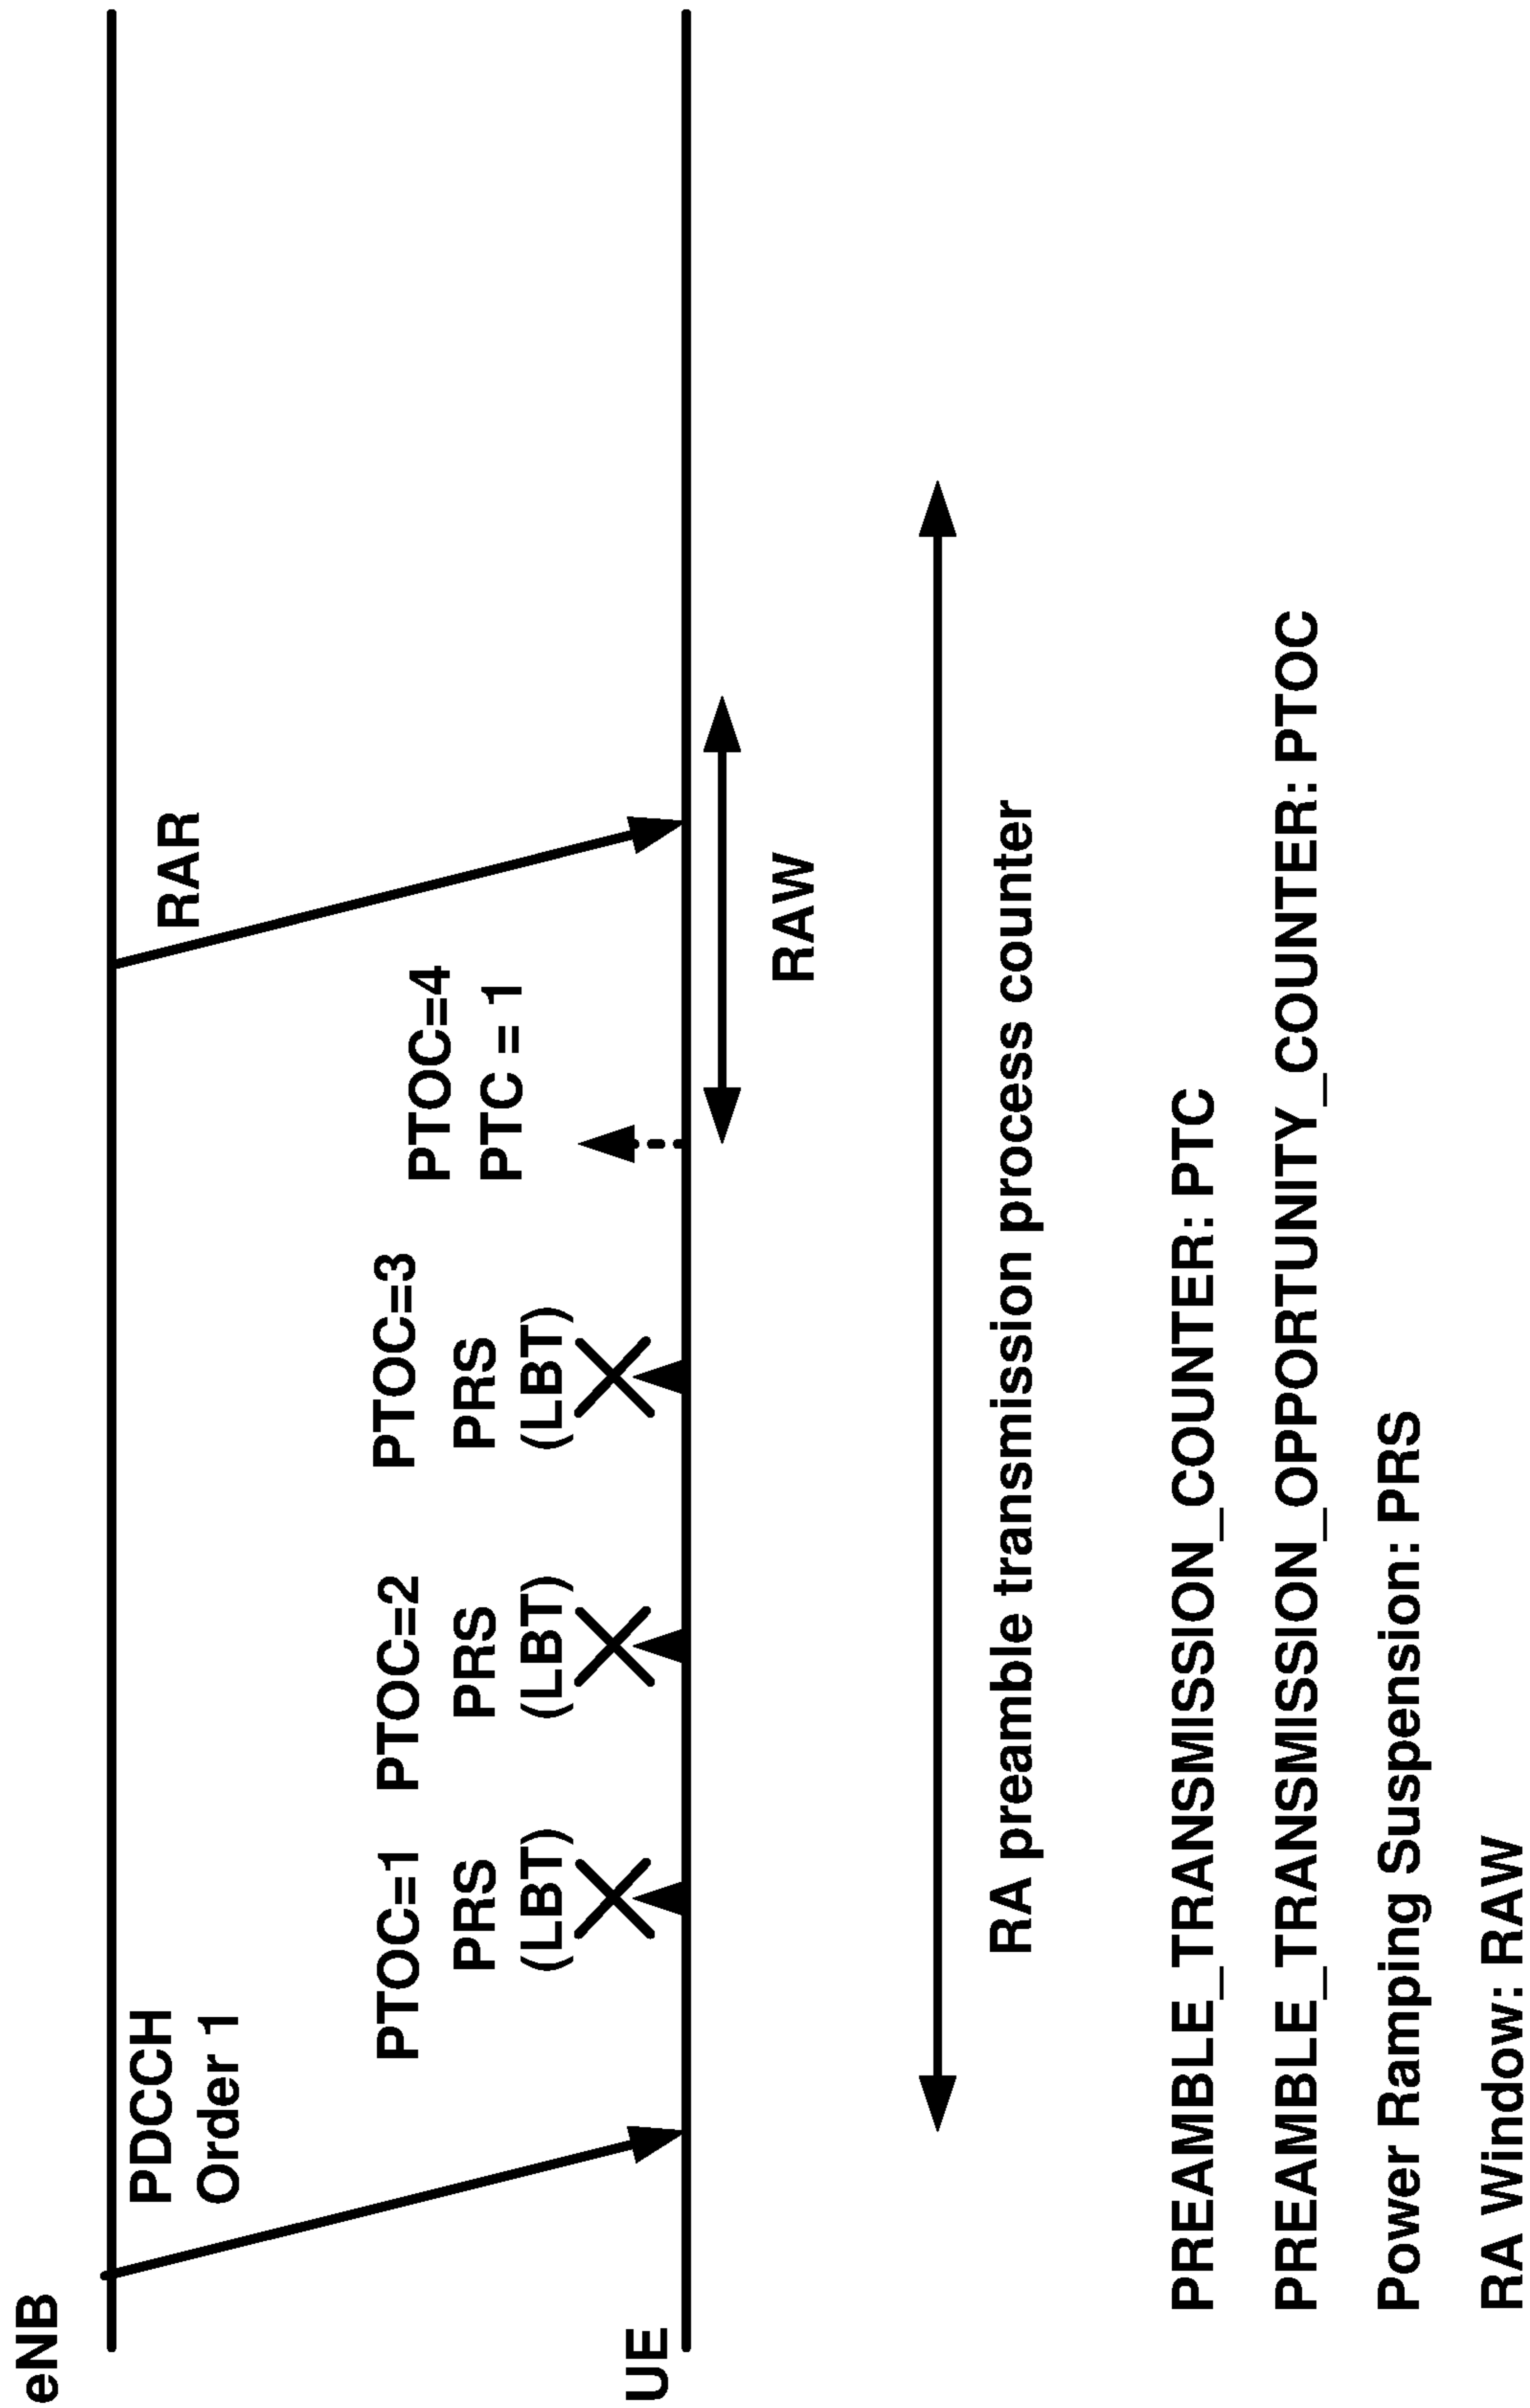 eNB
PDCCH
Order 1
RAR
PTOC=1
PRS
(LBT)
PTOC=2
PRS
(LBT)
PTOC=3
PRS
(LBT)
PTOC=4
PTC = 1
UE
RAW
RA preamble transmission process counter
PREAMBLE_TRANSMISSION_COUNTER: PTC
PREAMBLE_TRANSMISSION_OPPORTUNITY_COUNTER: PTOC
Power Ramping Suspension: PRS
RA Window: RAW